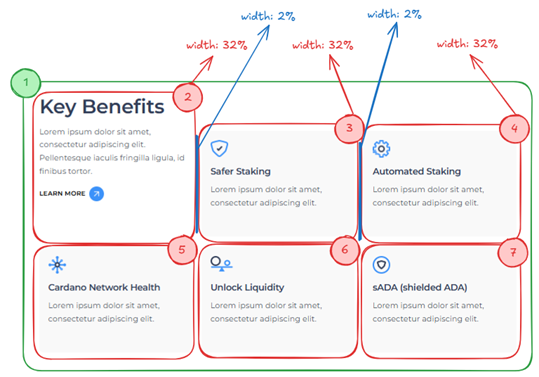 width: 2%
width: 2%
width: 32%
width: 32%
width: 32%
1
2
Key Benefits
Lorem ipsum dolor sit amet,
consectetur adipiscing elit.
Pellentesque iaculis fringilla ligula, id
finibus tortor.
LEARN MORE
3
Safer Staking
Lorem ipsum dolor sit amet,
consectetur adipiscing elit.
4
Automated Staking
Lorem ipsum dolor sit amet,
consectetur adipiscing elit.
5
Cardano Network Health
Lorem ipsum dolor sit amet,
consectetur adipiscing elit.
6
Unlock Liquidity
Lorem ipsum dolor sit amet,
consectetur adipiscing elit.
7
sADA (shielded ADA)
Lorem ipsum dolor sit amet,
consectetur adipiscing elit.